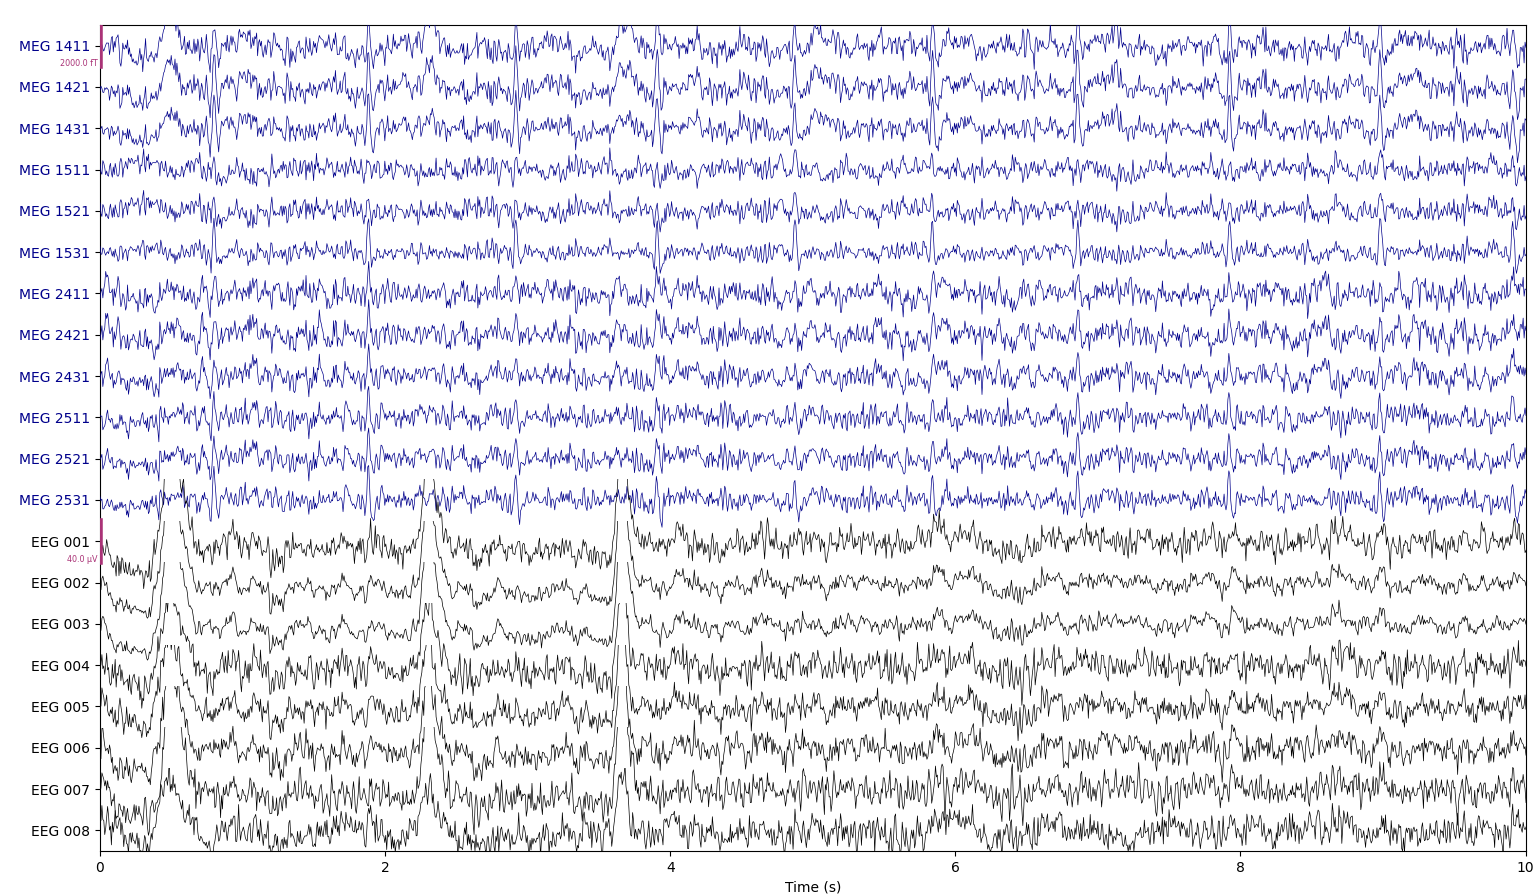 MEG 1411
2000.0 fT
MEG 1421
MEG 1431
MEG 1511
MEG 1521
MEG 1531
MEG 2411
MEG 2421
MEG 2431
MEG 2511
MEG 2521
MEG 2531
EEG 001
40.0 µV
EEG 002
EEG 003
EEG 004
EEG 005
EEG 006
EEG 007
EEG 008
0 2 4 6 8 10
Time (s)